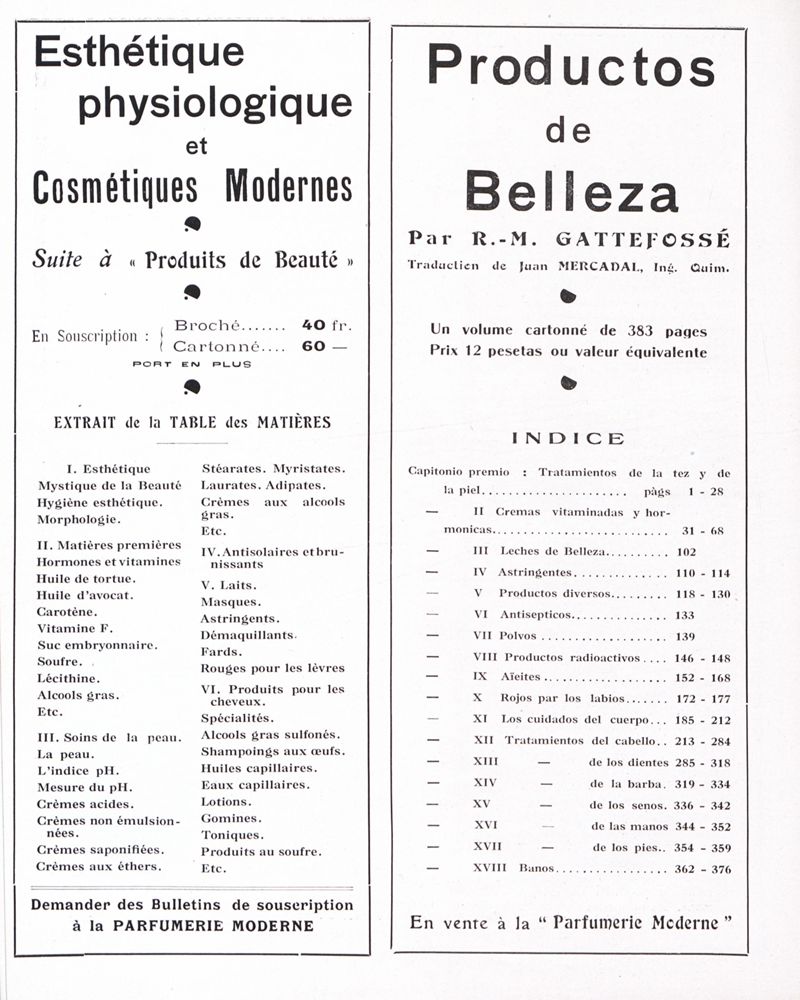 Esthétique
physiologique
et
Cosmétiques Modernes
Suite à « Produits de Beauté »
En Souscription :
Broché....... 40 fr.
Cartonné.... 60 —
PORT EN PLUS
EXTRAIT de la TABLE des MATIÈRES
I. Esthétique
Mystique de la Beauté
Hygiène esthétique.
Morphologie.
II. Matières premières
Hormones et vitamines
Huile de tortue.
Huile d'avocat.
Carotène.
Vitamine F.
Suc embryonnaire.
Soufre.
Lécithine.
Alcools gras.
Etc.
III. Soins de la peau.
La peau.
L'indice pH.
Mesure du pH.
Crèmes acides.
Crèmes non émulsion-
nées.
Crèmes saponifiées.
Crèmes aux éthers.
Stéarates. Myristates.
Laurates. Adipates.
Crèmes aux alcools
gras.
Etc.
IV. Antisolaires et bru-
nissants
V. Laits.
Masques.
Astringents.
Démaquillants.
Fards.
Rouges pour les lèvres
VI. Produits pour les
cheveux.
Spécialités.
Alcools gras sulfonés.
Shampoings aux œufs.
Huiles capillaires.
Eaux capillaires.
Lotions.
Gomines.
Toniques.
Produits au soufre.
Etc.
Demander des Bulletins de souscription
à la PARFUMERIE MODERNE
Productos
de
Belleza
Par R.-M. GATTEFOSSÉ
Traduction de Juan MERCADAL, Ing. Quim.
Un volume cartonné de 383 pages
Prix 12 pesetas ou valeur équivalente
INDICE
Capitonio premio : Tratamientos de la tez y de
la piel...................... pàgs 1 - 28
— II Cremas vitaminadas y hor-
monicas.......................... 31 - 68
— III Leches de Belleza.......... 102
— IV Astringentes.............. 110 - 114
— V Productos diversos......... 118 - 130
— VI Antisepticos............... 133
— VII Polvos ................... 139
— VIII Productos radioactivos .... 146 - 148
— IX Aïeites ................... 152 - 168
— X Rojos par los labios....... 172 - 177
— XI Los cuidados del cuerpo... 185 - 212
— XII Tratamientos del cabello.. 213 - 284
— XIII — de los dientes 285 - 318
— XIV — de la barba. 319 - 334
— XV — de los senos. 336 - 342
— XVI — de las manos 344 - 352
— XVII — de los pies.. 354 - 359
— XVIII Banos................. 362 - 376
En vente à la “ Parfumerie Moderne ”